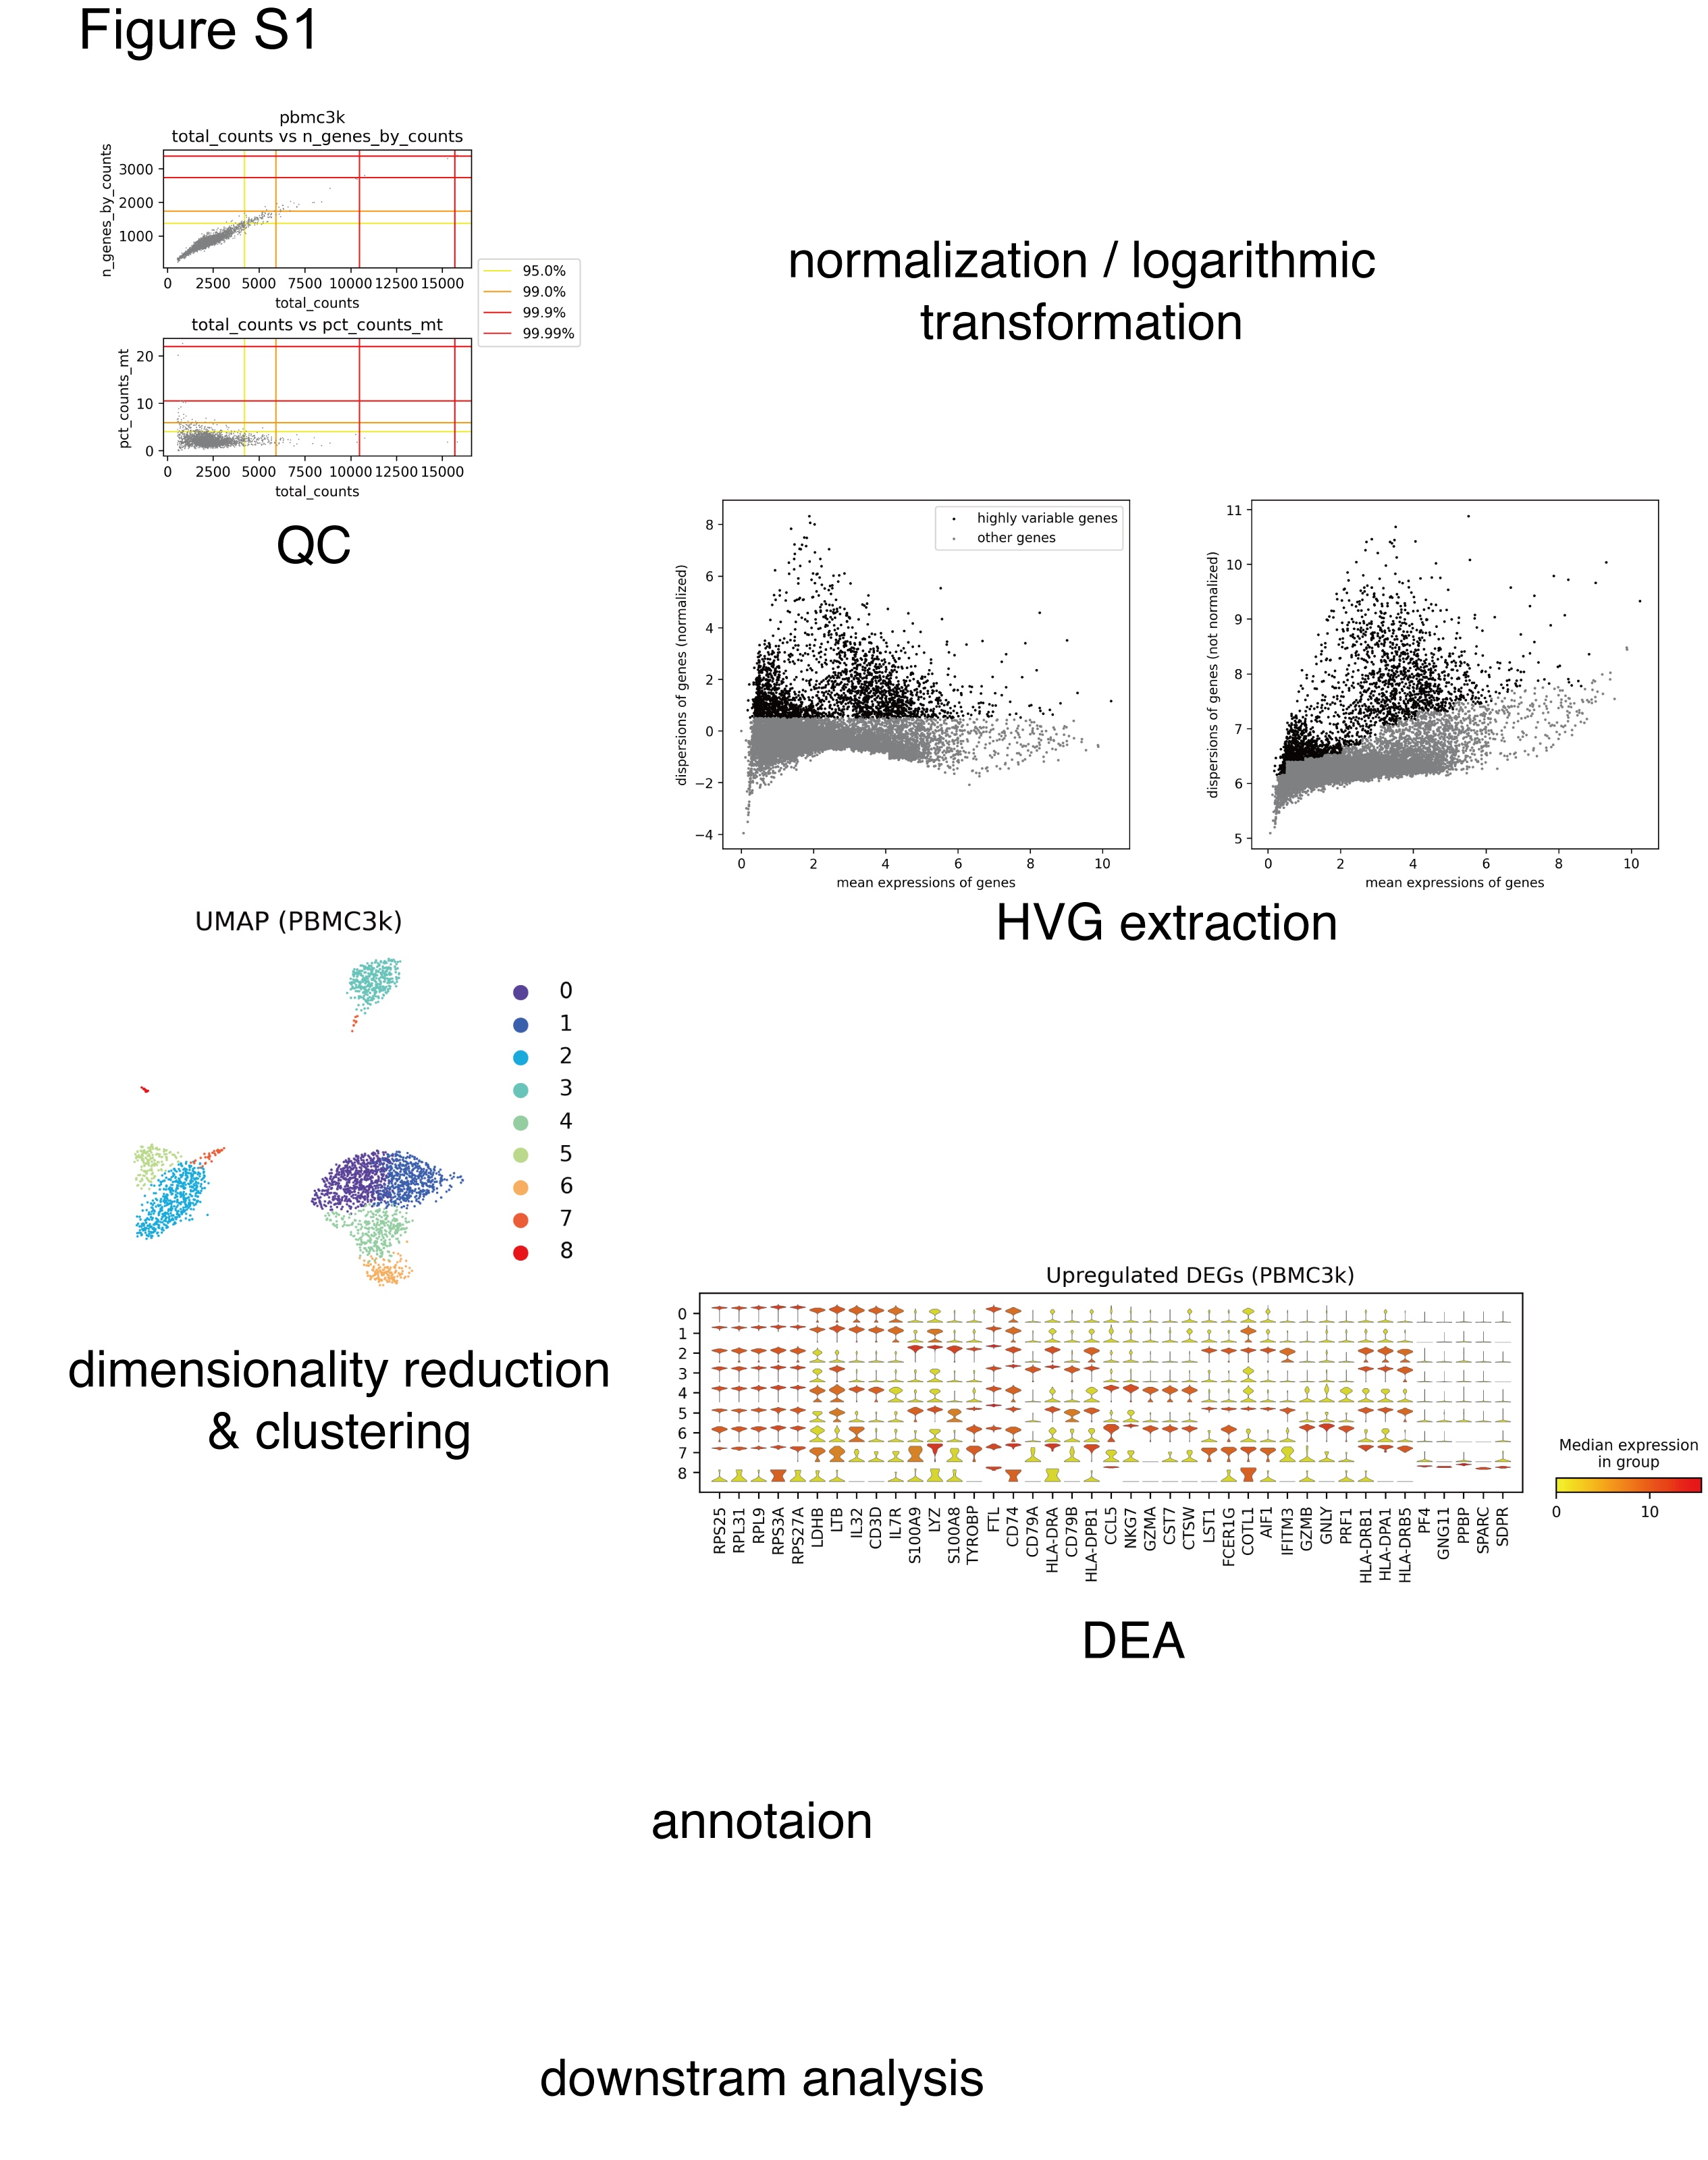 Figure S1
pbmc3k
total_counts vs n_genes_by_counts
n_genes_by_counts
3000
2000
1000
0 2500 5000 7500 10000 12500 15000
total_counts
95.0%
99.0%
99.9%
99.99%
total_counts vs pct_counts_mt
pct_counts_mt
20
10
0
0 2500 5000 7500 10000 12500 15000
total_counts
QC
normalization / logarithmic
transformation
highly variable genes
other genes
dispersions of genes (normalized)
8
6
4
2
0
−2
−4
0 2 4 6 8 10
mean expressions of genes
dispersions of genes (not normalized)
11
10
9
8
7
6
5
0 2 4 6 8 10
mean expressions of genes
HVG extraction
UMAP (PBMC3k)
0
1
2
3
4
5
6
7
8
dimensionality reduction
& clustering
Upregulated DEGs (PBMC3k)
0
1
2
3
4
5
6
7
8
RPS25
RPL31
RPL9
RPS3A
RPS27A
LDHB
LTB
IL32
CD3D
IL7R
S100A9
LYZ
S100A8
TYROBP
FTL
CD74
CD79A
HLA-DRA
CD79B
HLA-DPB1
CCL5
NKG7
GZMA
CST7
CTSW
LST1
FCER1G
COTL1
AIF1
IFITM3
GZMB
GNLY
PRF1
HLA-DRB1
HLA-DPA1
HLA-DRB5
PF4
GNG11
PPBP
SPARC
SDPR
Median expression
in group
0 10
DEA
annotaion
downstram analysis